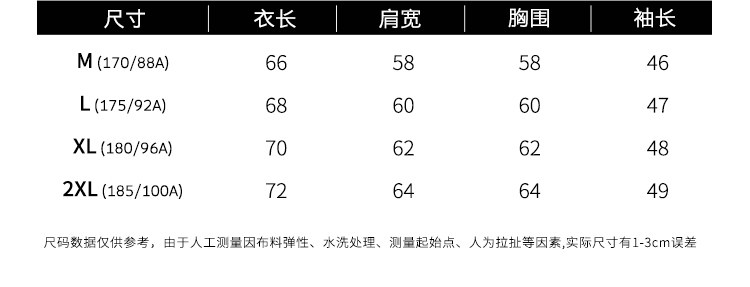 尺寸 衣长 肩宽 胸围 袖长
M (170/88A) 66 58 58 46
L (175/92A) 68 60 60 47
XL (180/96A) 70 62 62 48
2XL (185/100A) 72 64 64 49
尺码数据仅供参考，由于人工测量因布料弹性、水洗处理、测量起始点、人为拉扯等因素,实际尺寸有1-3cm误差